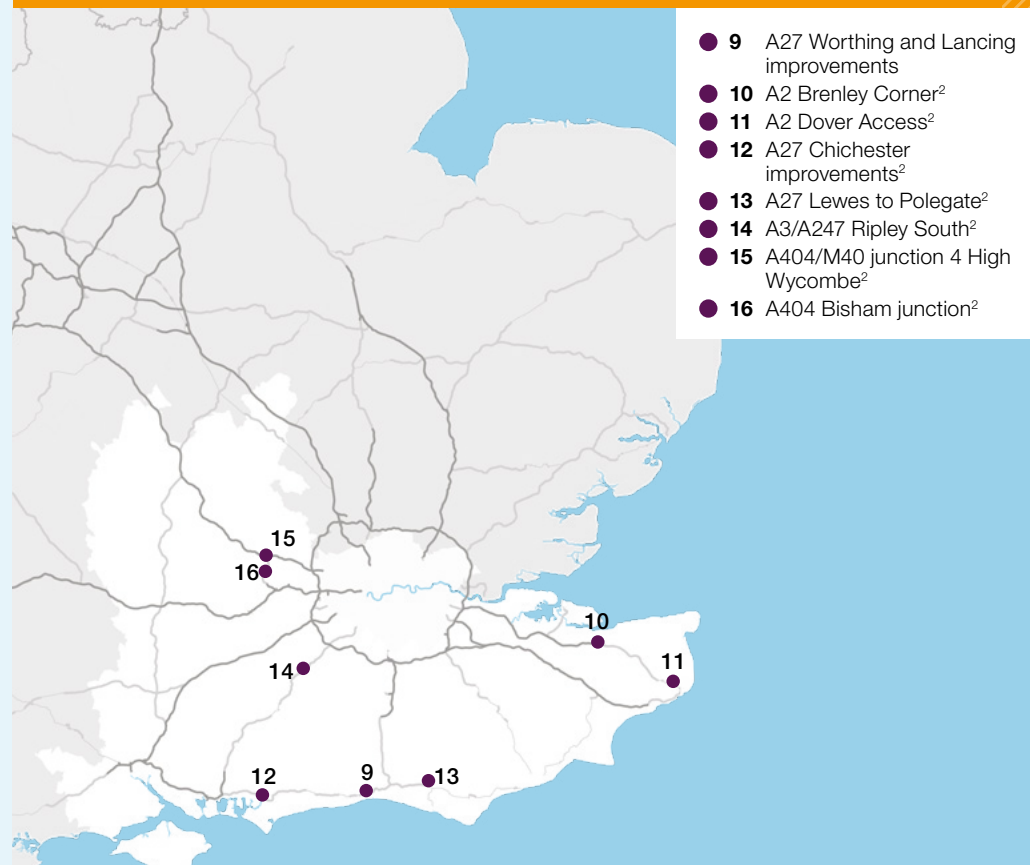 9 A27 Worthing and Lancing
improvements
10 A2 Brenley Corner²
11 A2 Dover Access²
12 A27 Chichester
improvements²
13 A27 Lewes to Polegate²
14 A3/A247 Ripley South²
15 A404/M40 junction 4 High
Wycombe²
16 A404 Bisham junction²
15
16
10
14
11
12
9
13